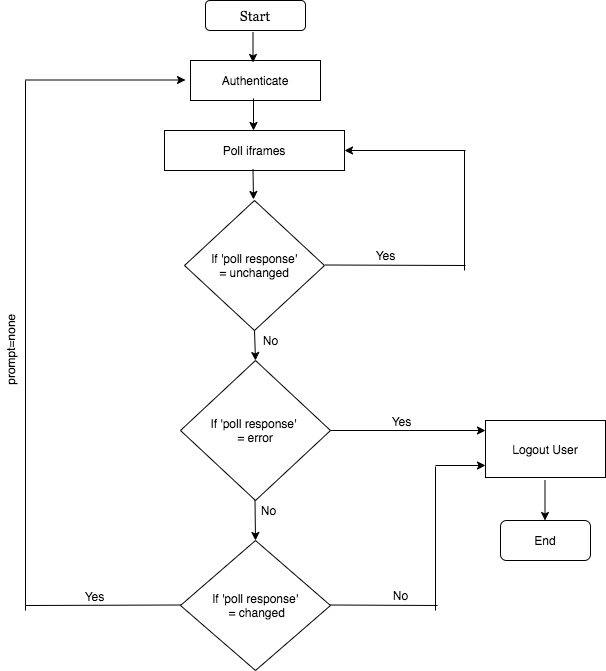 Start
Authenticate
Poll iframes
If 'poll response'
= unchanged
Yes
No
prompt=none
If 'poll response'
= error
Yes
Logout User
No
End
If 'poll response'
= changed
Yes
No